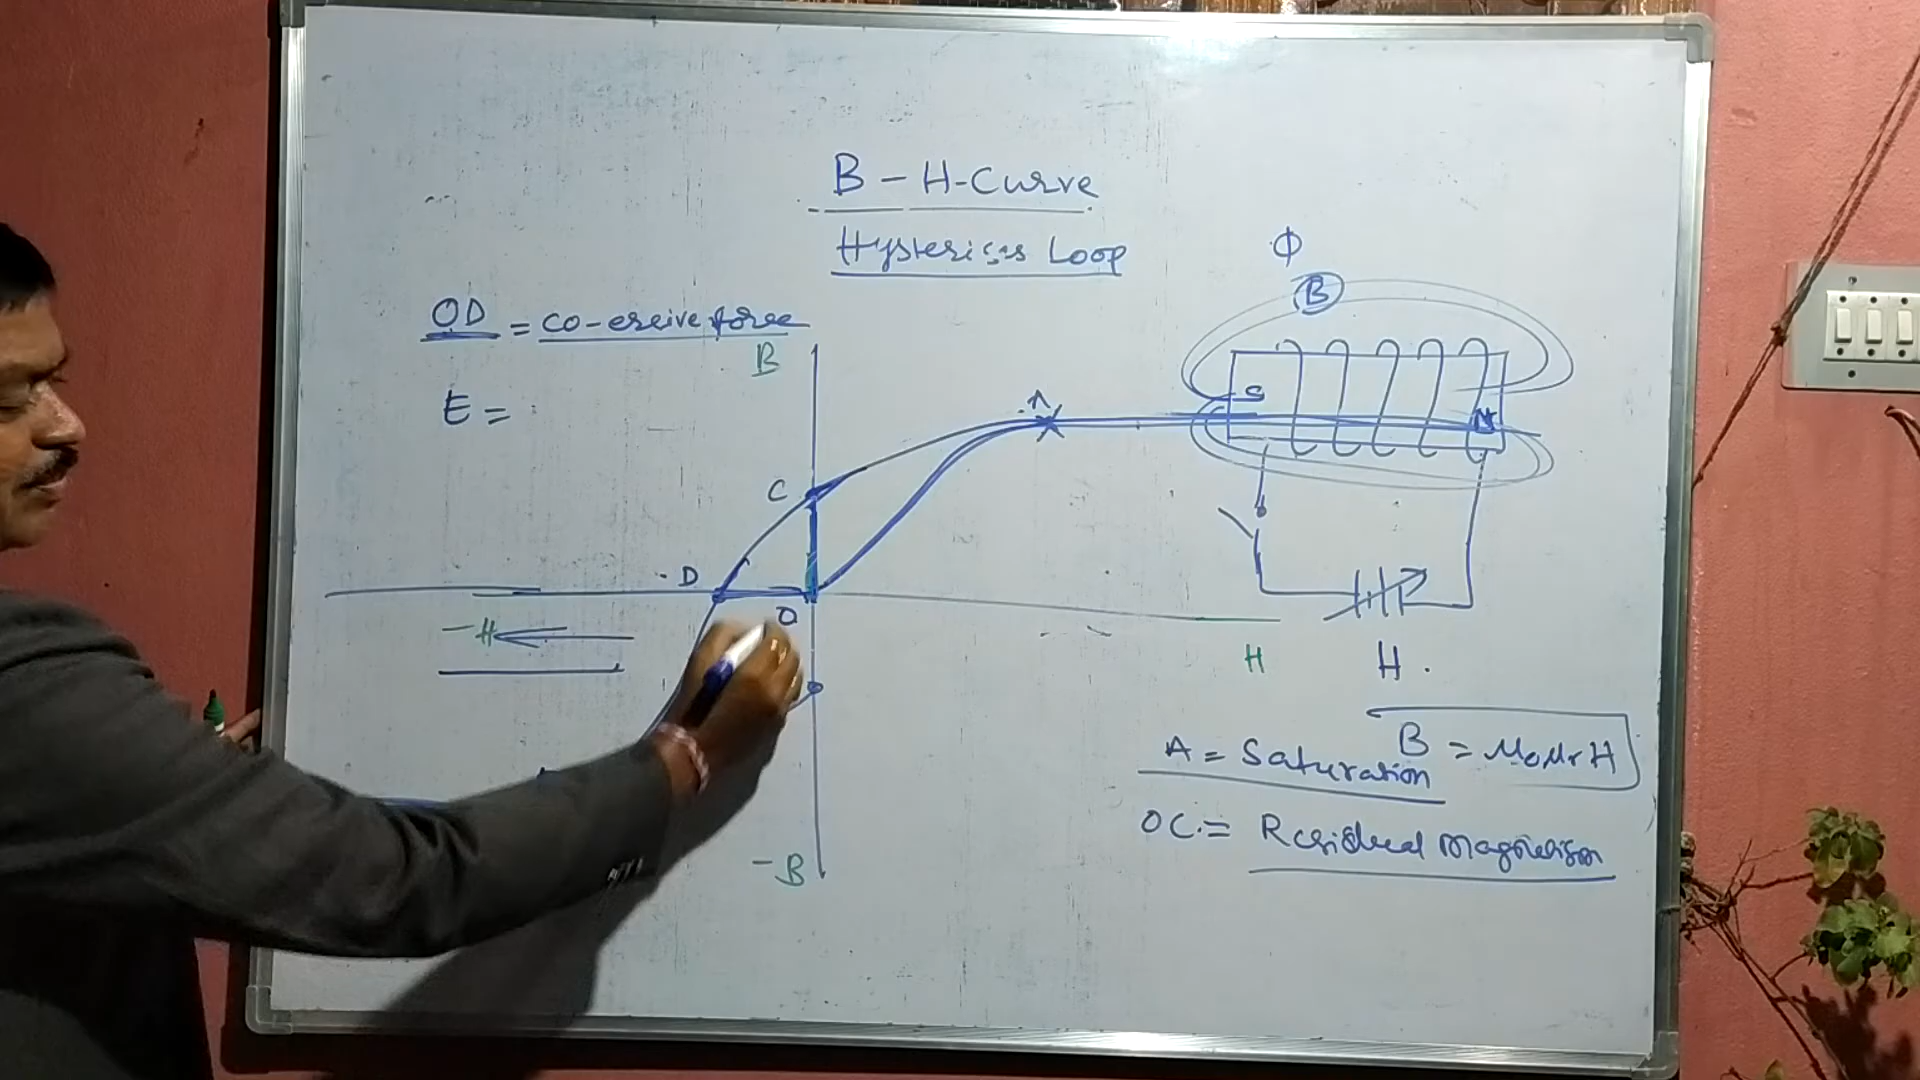 B - H-Curve
Hysterisis Loop
Φ
B
OD = co-ercive force
B
E =
S
N
A
C
D
O
-H
H
H.
B = μ0μrH
A = Saturation
OC. = Residual Magnetism
-B